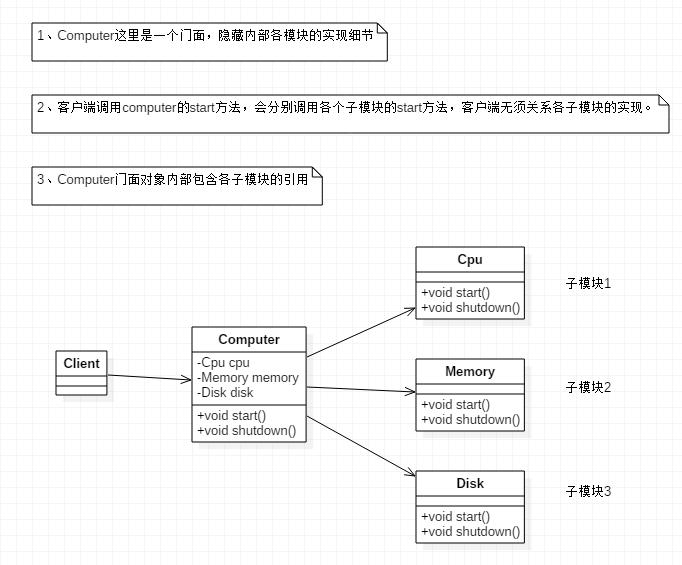 1、Computer这里是一个门面，隐藏内部各模块的实现细节
2、客户端调用computer的start方法，会分别调用各个子模块的start方法，客户端无须关系各子模块的实现。
3、Computer门面对象内部包含各子模块的引用
Cpu
+void start()
+void shutdown()
子模块1
Client
Computer
-Cpu cpu
-Memory memory
-Disk disk
+void start()
+void shutdown()
Memory
+void start()
+void shutdown()
子模块2
Disk
+void start()
+void shutdown()
子模块3